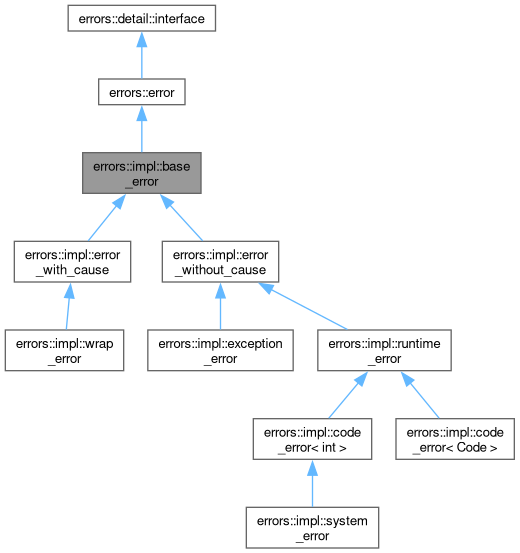 errors::detail::interface
errors::error
errors::impl::base
_error
errors::impl::error
_with_cause
errors::impl::error
_without_cause
errors::impl::wrap
_error
errors::impl::exception
_error
errors::impl::runtime
_error
errors::impl::code
_error< int >
errors::impl::code
_error< Code >
errors::impl::system
_error